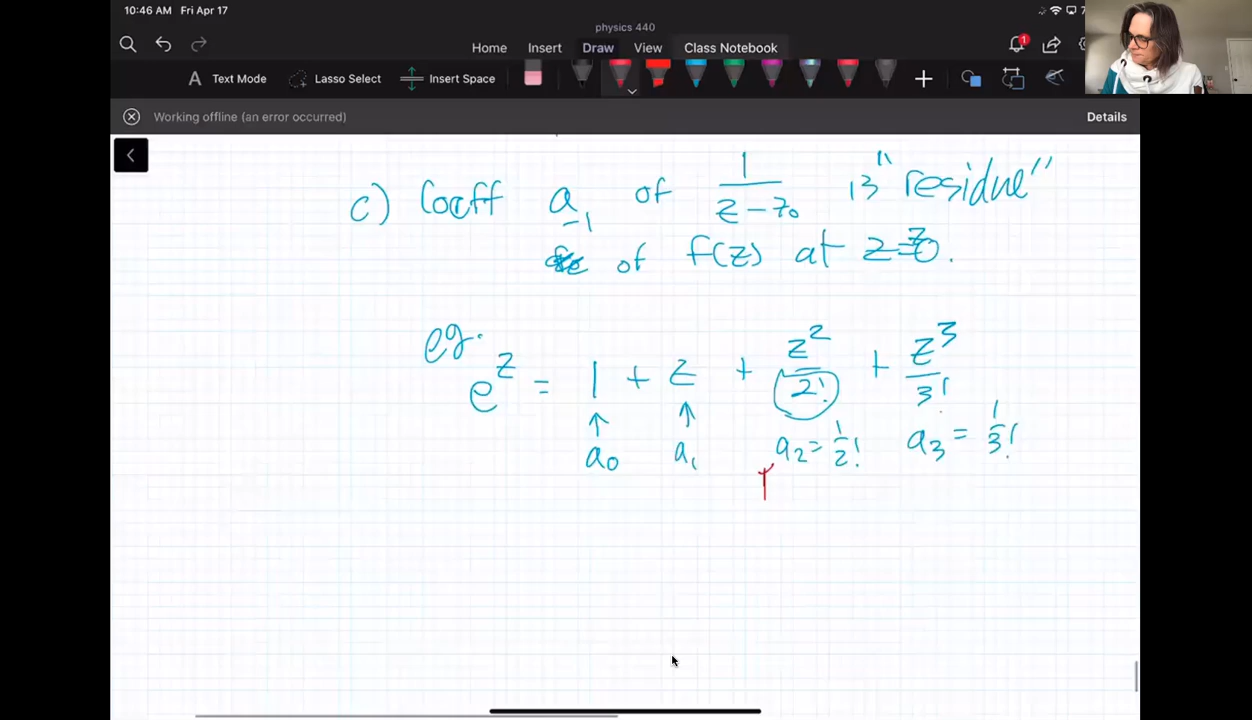 10:46 AM Fri Apr 17
physics 440
Home Insert Draw View Class Notebook
1
A Text Mode Lasso Select Insert Space
Working offline (an error occurred) Details
c) Coeff a₋₁ of 1/(z - z₀) is "residue"
of f(z) at z = z₀.
eg.
e^z = 1 + z + z²/2! + z³/3!
↑ ↑
a₀ a₁ a₂ = 1/2! a₃ = 1/3!